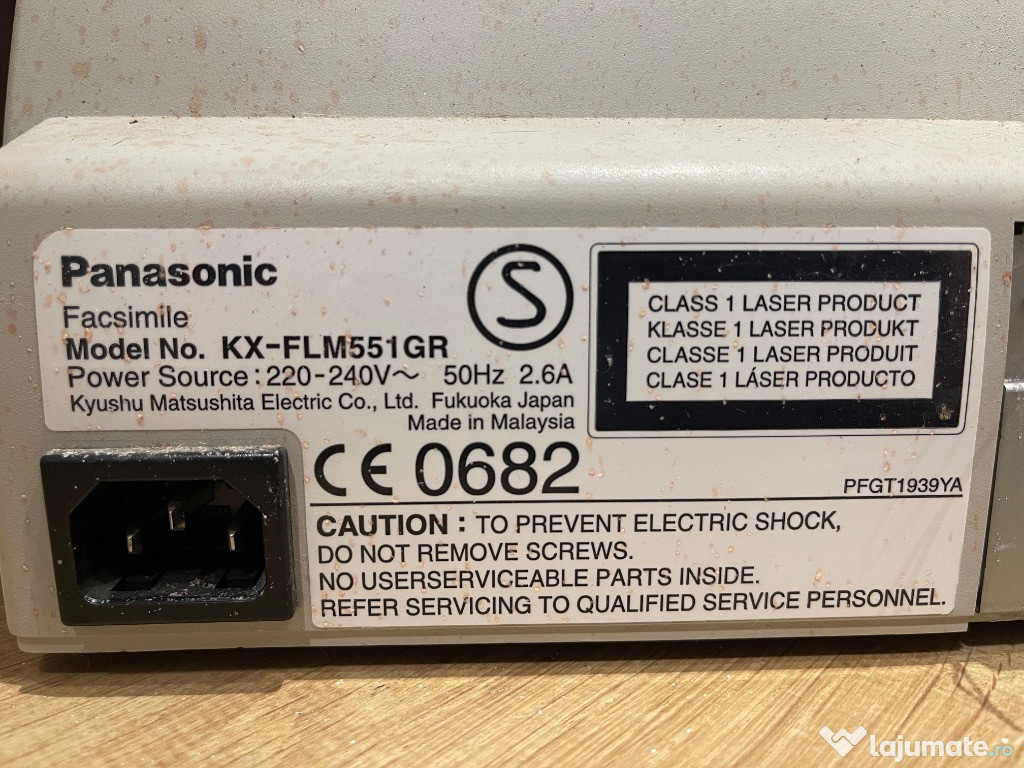 Panasonic
Facsimile
Model No. KX-FLM551GR
Power Source : 220-240V～ 50Hz 2.6A
Kyushu Matsushita Electric Co., Ltd. Fukuoka Japan
Made in Malaysia
S
CLASS 1 LASER PRODUCT
KLASSE 1 LASER PRODUKT
CLASSE 1 LASER PRODUIT
CLASE 1 LÁSER PRODUCTO
CE 0682
PFGT1939YA
CAUTION : TO PREVENT ELECTRIC SHOCK,
DO NOT REMOVE SCREWS.
NO USERSERVICEABLE PARTS INSIDE.
REFER SERVICING TO QUALIFIED SERVICE PERSONNEL.
lajumate.ro